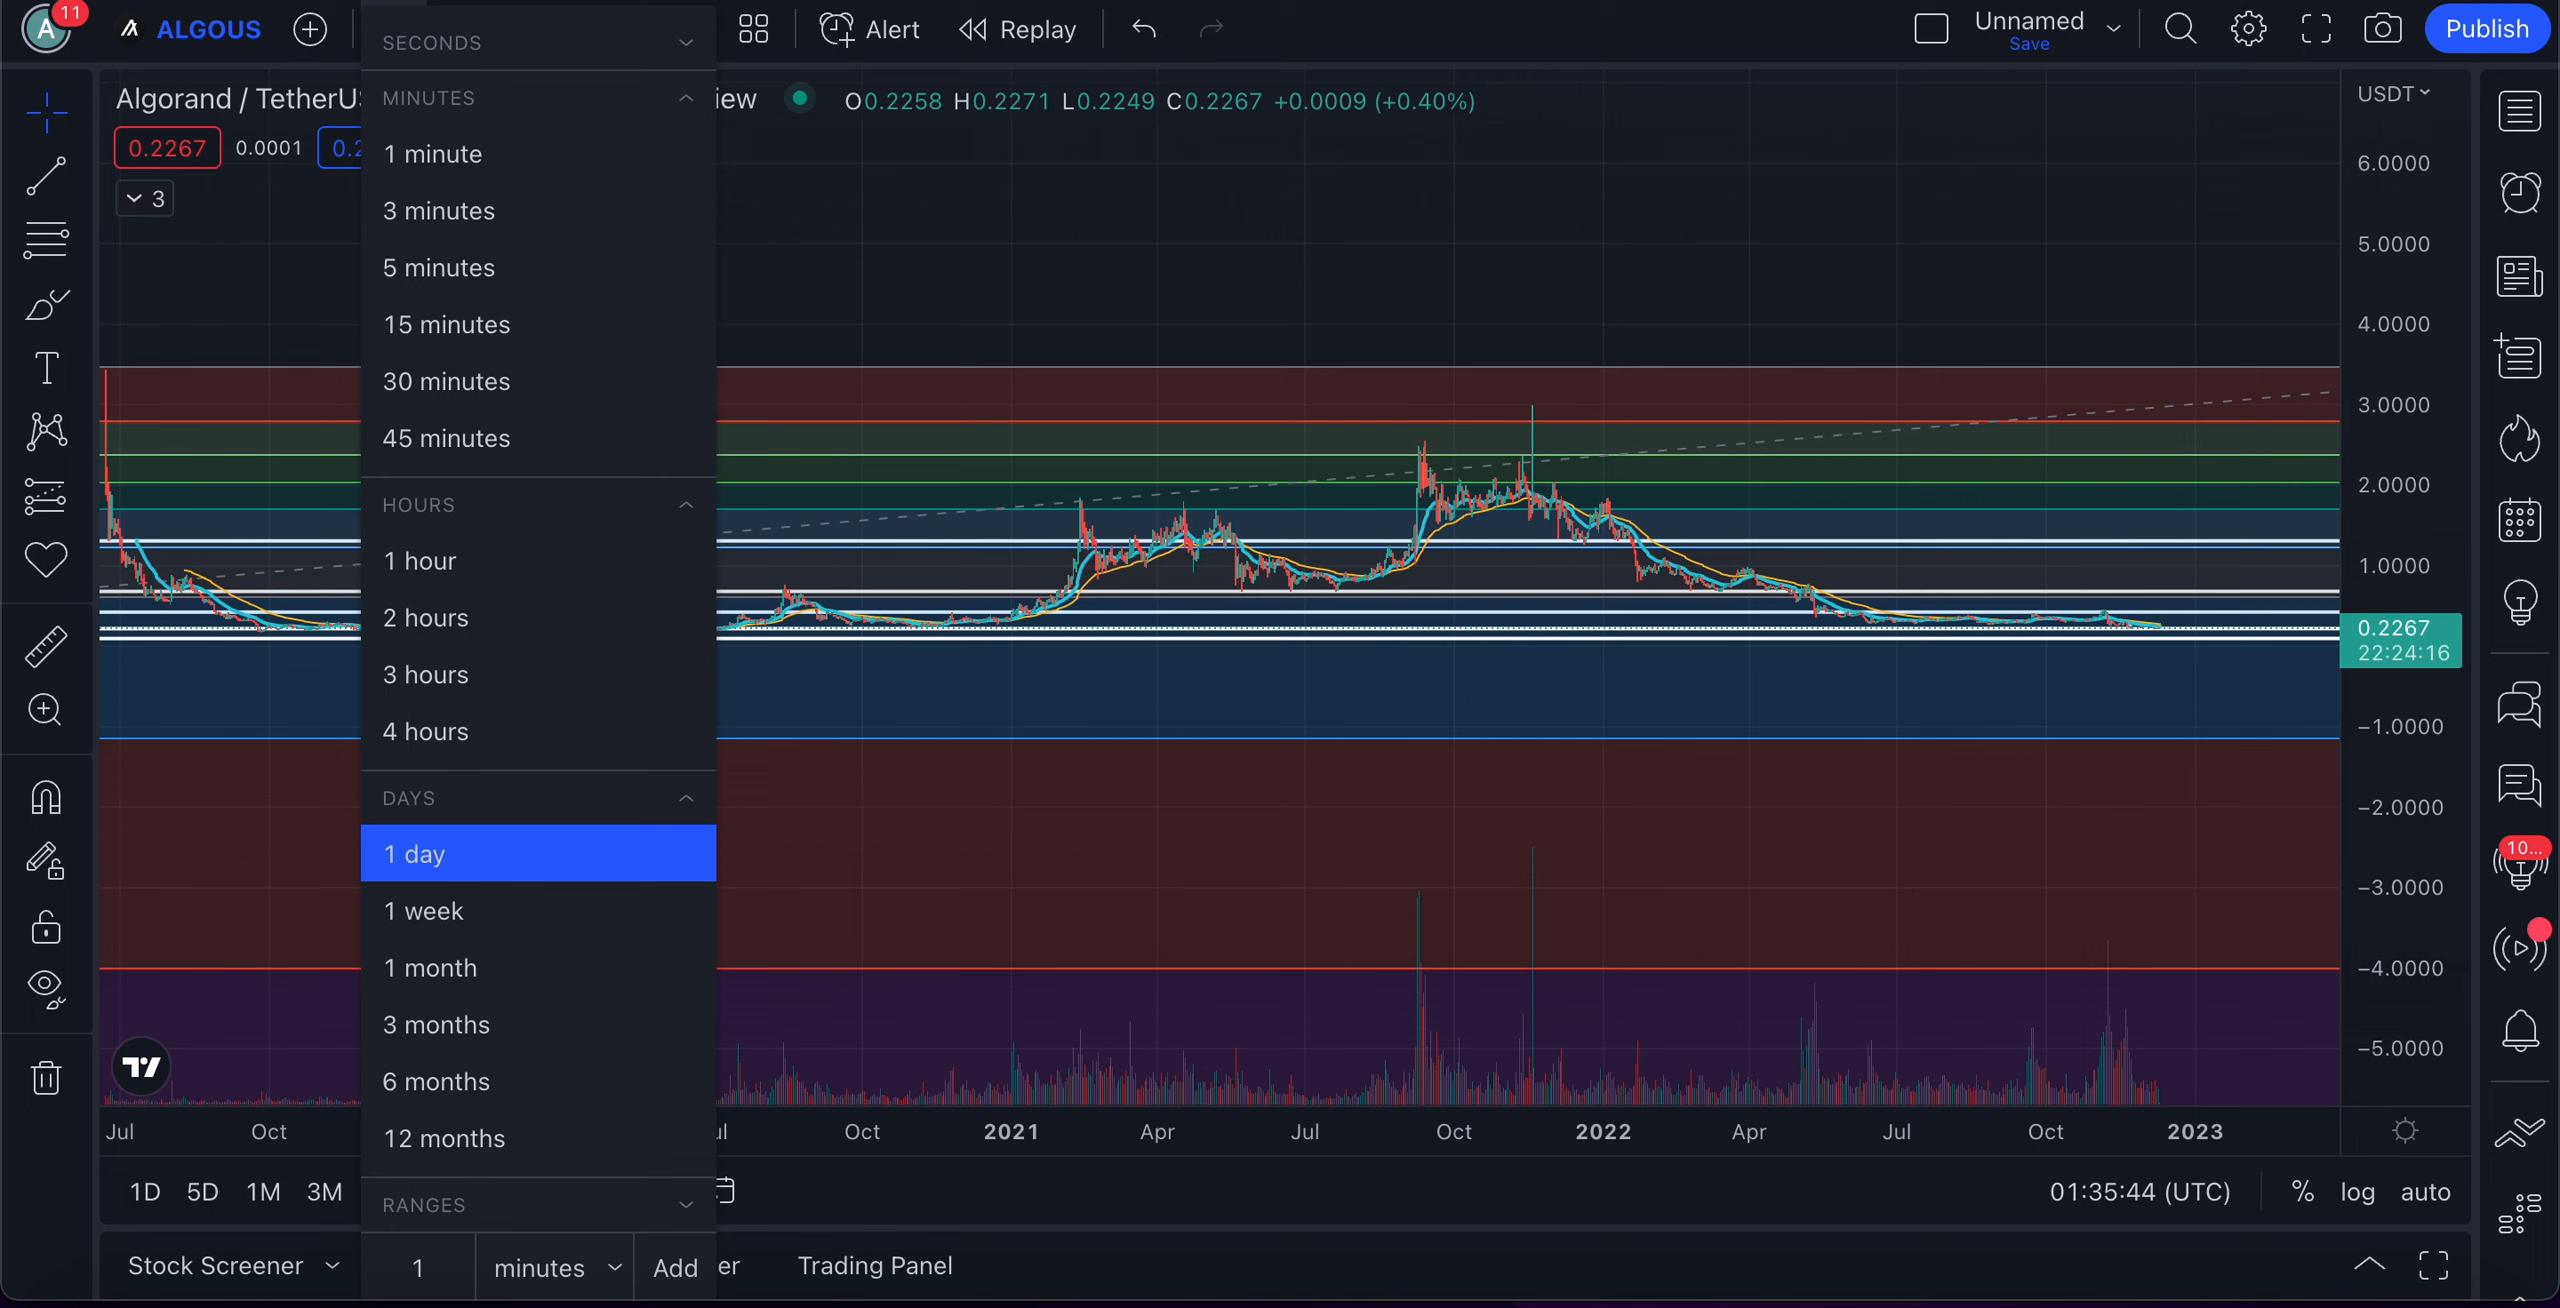 A
11
ALGOUS
Alert
Replay
Unnamed
Save
Publish
SECONDS
MINUTES
1 minute
3 minutes
5 minutes
15 minutes
30 minutes
45 minutes
HOURS
1 hour
2 hours
3 hours
4 hours
DAYS
1 day
1 week
1 month
3 months
6 months
12 months
RANGES
1 minutes Add
Algorand / TetherUS
iew
O0.2258 H0.2271 L0.2249 C0.2267 +0.0009 (+0.40%)
0.2267 0.0001 0.2
3
USDT
6.0000
5.0000
4.0000
3.0000
2.0000
1.0000
0.2267
22:24:16
−1.0000
−2.0000
−3.0000
−4.0000
−5.0000
10...
Jul Oct Oct 2021 Apr Jul Oct 2022 Apr Jul Oct 2023
1D 5D 1M 3M
01:35:44 (UTC) % log auto
Stock Screener
er
Trading Panel